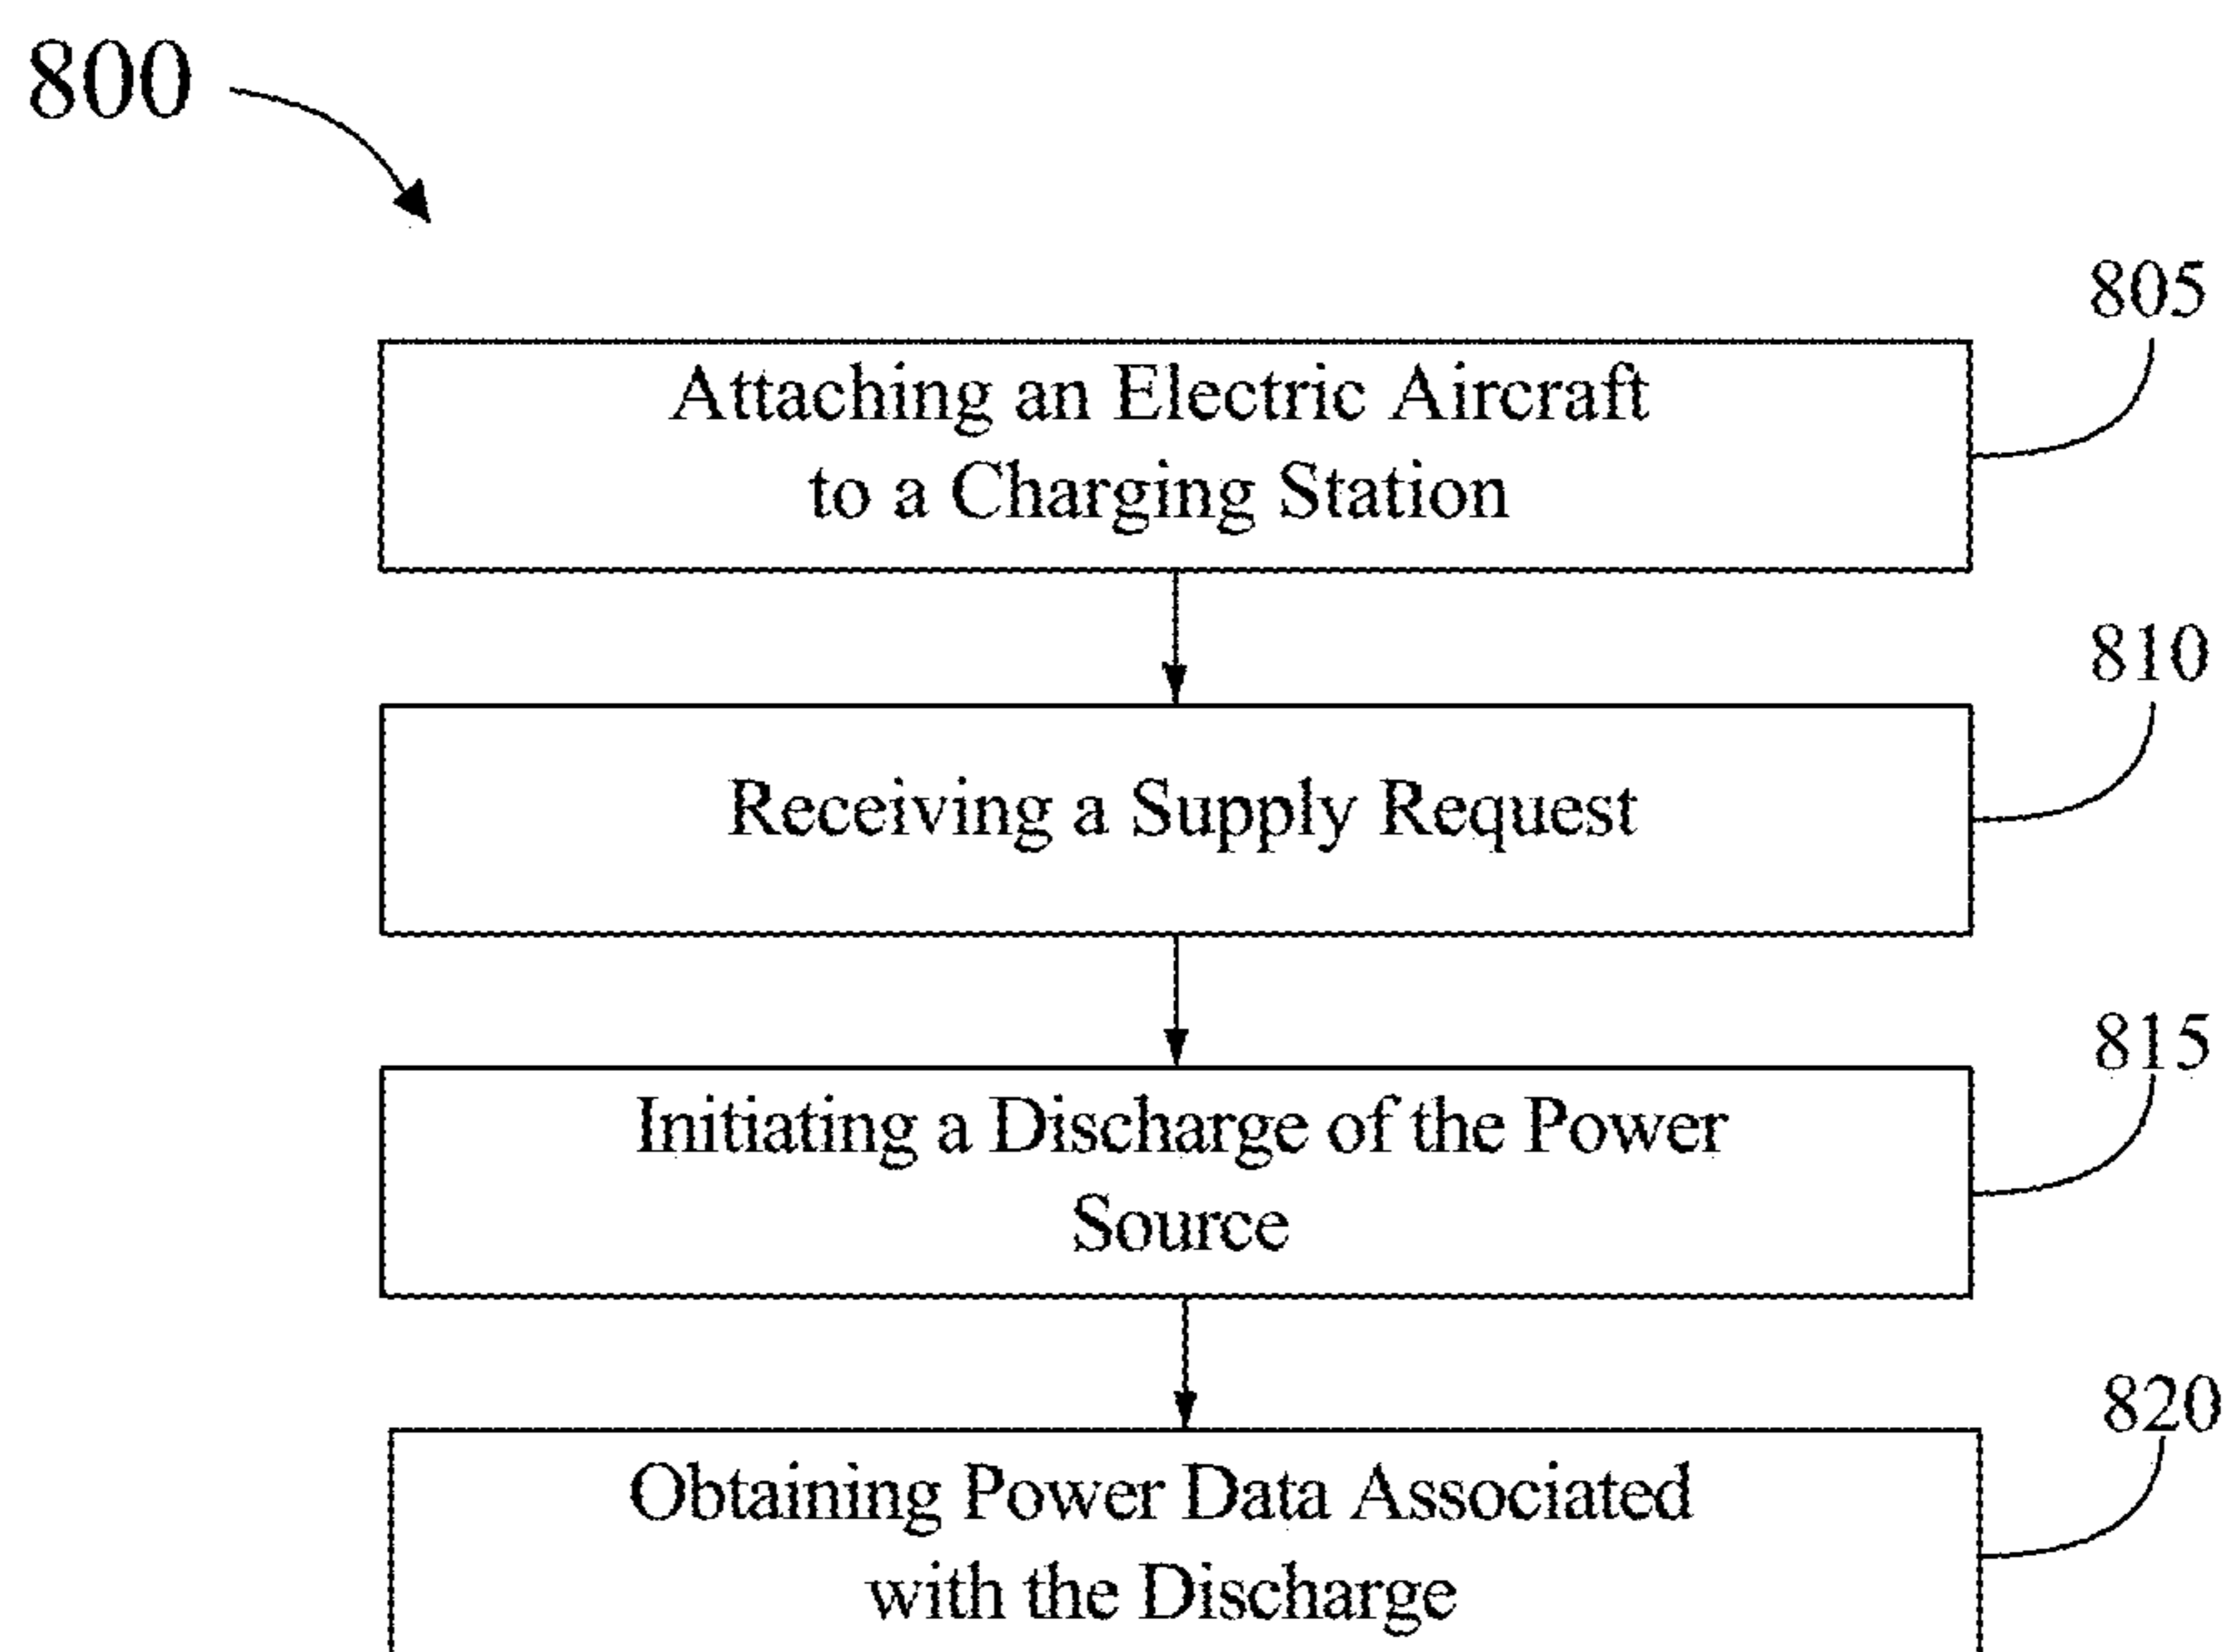 800
805
Attaching an Electric Aircraft
to a Charging Station
810
Receiving a Supply Request
815
Initiating a Discharge of the Power
Source
820
Obtaining Power Data Associated
with the Discharge